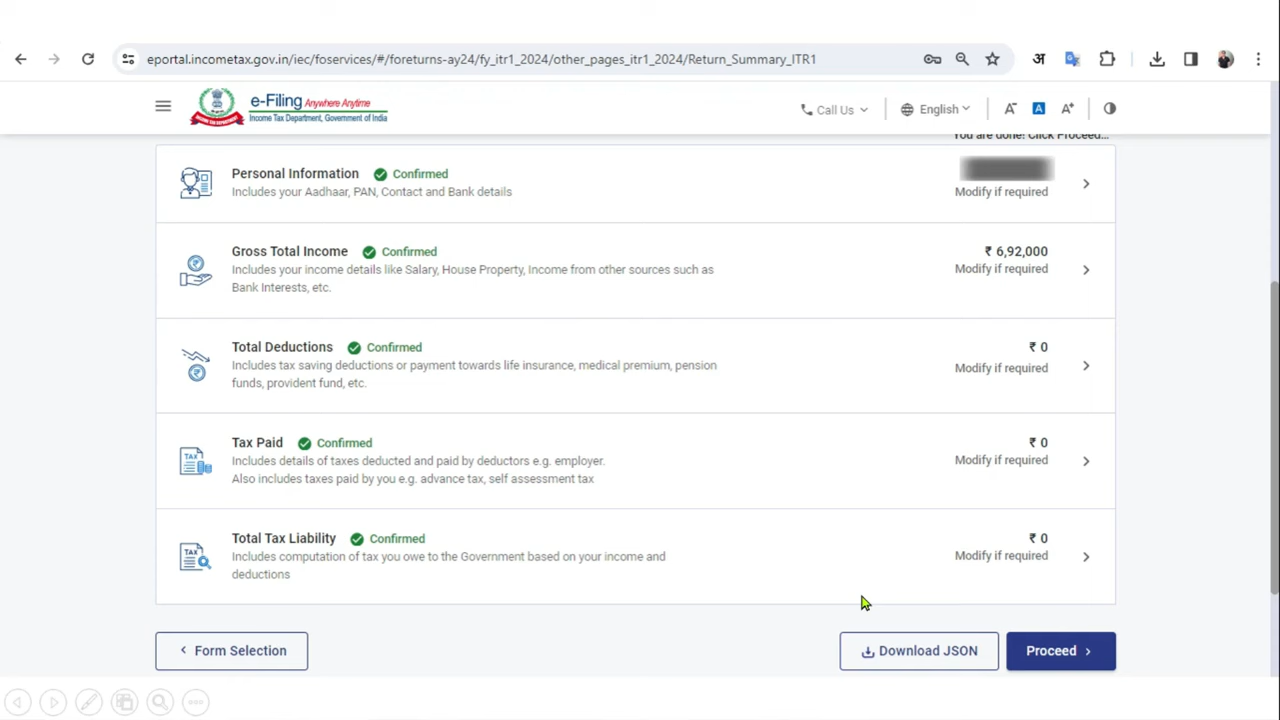 eportal.incometax.gov.in/iec/foservices/#/foreturns-ay24/fy_itr1_2024/other_pages_itr1_2024/Return_Summary_ITR1
अ
e-Filing Anywhere Anytime
Income Tax Department, Government of India
Call Us
English
A-
A
A+
You are done! Click Proceed...
Personal Information Confirmed
Includes your Aadhaar, PAN, Contact and Bank details
Modify if required
Gross Total Income Confirmed
₹ 6,92,000
Includes your income details like Salary, House Property, Income from other sources such as
Bank Interests, etc.
Modify if required
Total Deductions Confirmed
₹ 0
Includes tax saving deductions or payment towards life insurance, medical premium, pension
funds, provident fund, etc.
Modify if required
Tax Paid Confirmed
₹ 0
Includes details of taxes deducted and paid by deductors e.g. employer.
Also includes taxes paid by you e.g. advance tax, self assessment tax
Modify if required
Total Tax Liability Confirmed
₹ 0
Includes computation of tax you owe to the Government based on your income and
deductions
Modify if required
TAX
TAX
Form Selection
Download JSON
Proceed